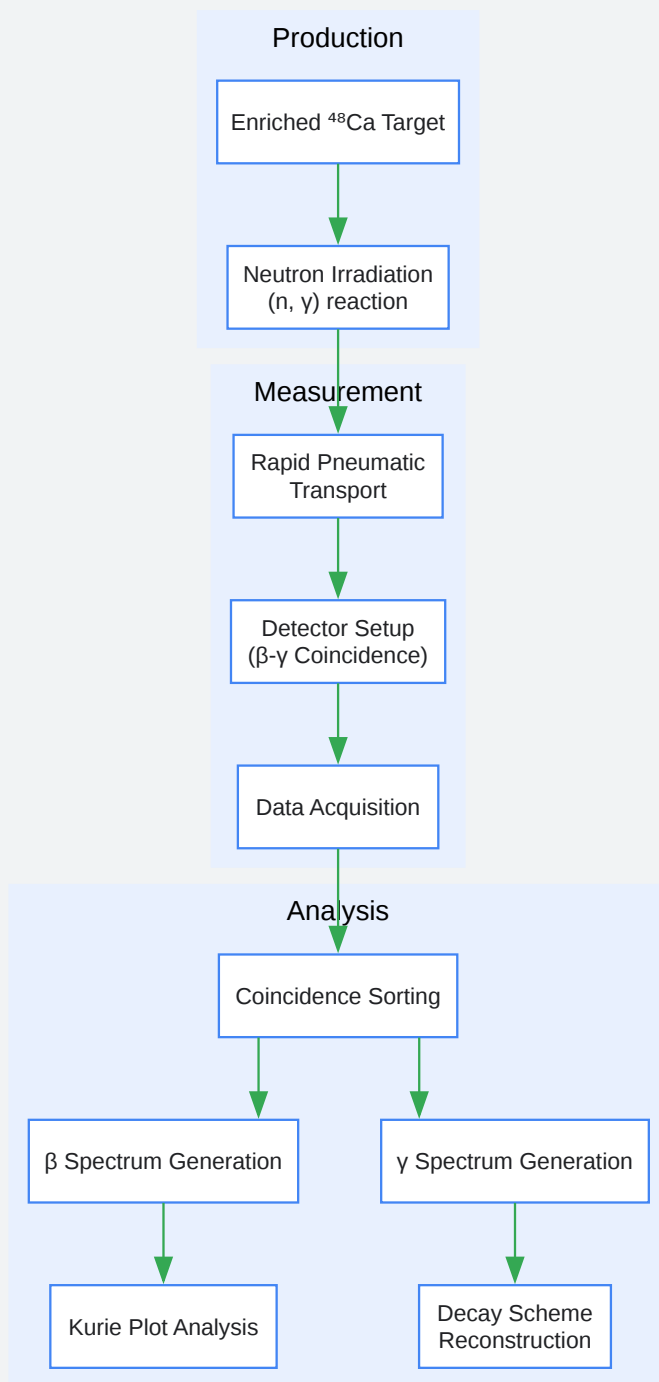 Production
Enriched ⁴⁸Ca Target
Neutron Irradiation
(n, γ) reaction
Measurement
Rapid Pneumatic
Transport
Detector Setup
(β-γ Coincidence)
Data Acquisition
Analysis
Coincidence Sorting
β Spectrum Generation
γ Spectrum Generation
Kurie Plot Analysis
Decay Scheme
Reconstruction